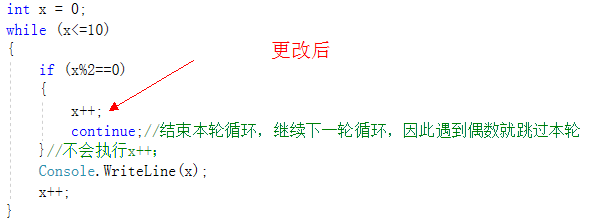 int x = 0;
while (x<=10)
{
更改后
if (x%2==0)
{
x++;
continue;//结束本轮循环，继续下一轮循环，因此遇到偶数就跳过本轮
}//不会执行x++;
Console.WriteLine(x);
x++;
}